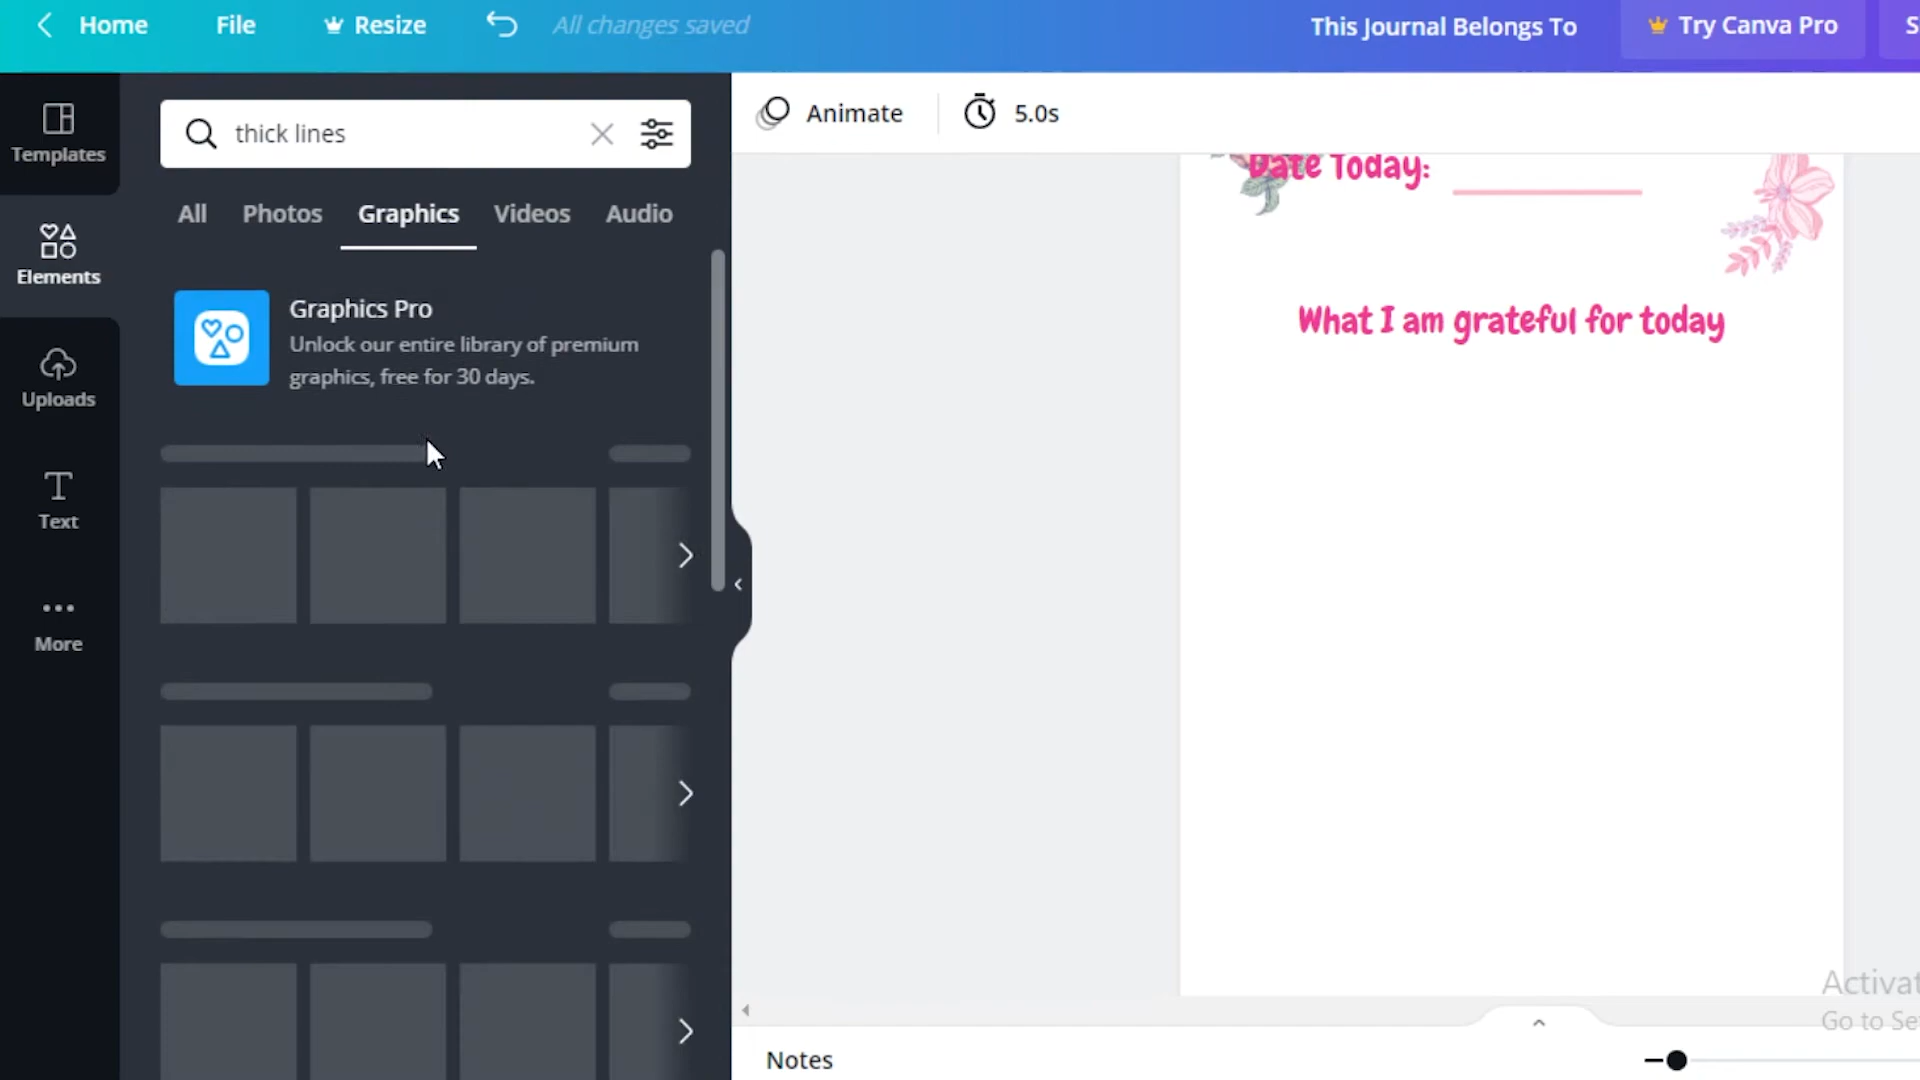 Home File Resize All changes saved This Journal Belongs To Try Canva Pro S
Templates
Elements
Uploads
Text
More
thick lines
All Photos Graphics Videos Audio
Graphics Pro
Unlock our entire library of premium
graphics, free for 30 days.
Animate 5.0s
Date Today:
What I am grateful for today
Activat
Go to Se
Notes